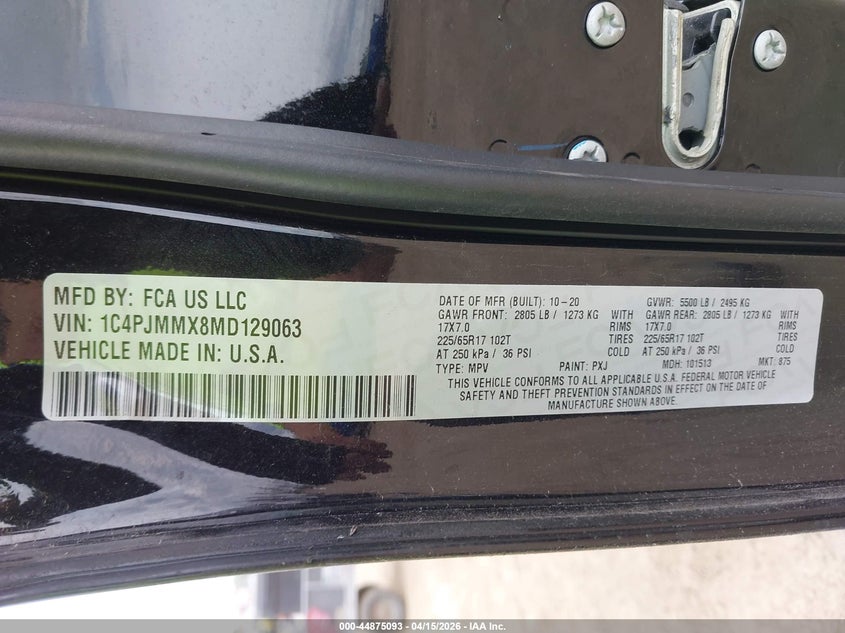 MFD BY: FCA US LLC
VIN: 1C4PJMMX8MD129063
VEHICLE MADE IN: U.S.A.
DATE OF MFR (BUILT): 10-20 GVWR: 5500 LB / 2495 KG
GAWR FRONT: 2805 LB / 1273 KG WITH GAWR REAR: 2805 LB / 1273 KG WITH
17X7.0 RIMS 17X7.0 RIMS
225/65R17 102T TIRES 225/65R17 102T TIRES
AT 250 kPa / 36 PSI COLD AT 250 kPa / 36 PSI COLD
TYPE: MPV PAINT: PXJ MDH: 101513 MKT: 875
THIS VEHICLE CONFORMS TO ALL APPLICABLE U.S.A. FEDERAL MOTOR VEHICLE
SAFETY AND THEFT PREVENTION STANDARDS IN EFFECT ON THE DATE OF
MANUFACTURE SHOWN ABOVE.
000-44875093 - 04/15/2026 - IAA Inc.